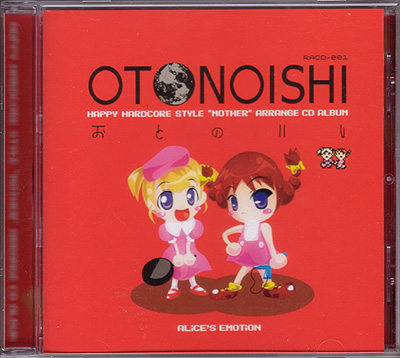 RACD-001
OTONOISHI
HAPPY HARDCORE STYLE "MOTHER" ARRANGE CD ALBUM
おとのいし
ALiCE'S EMOTiON